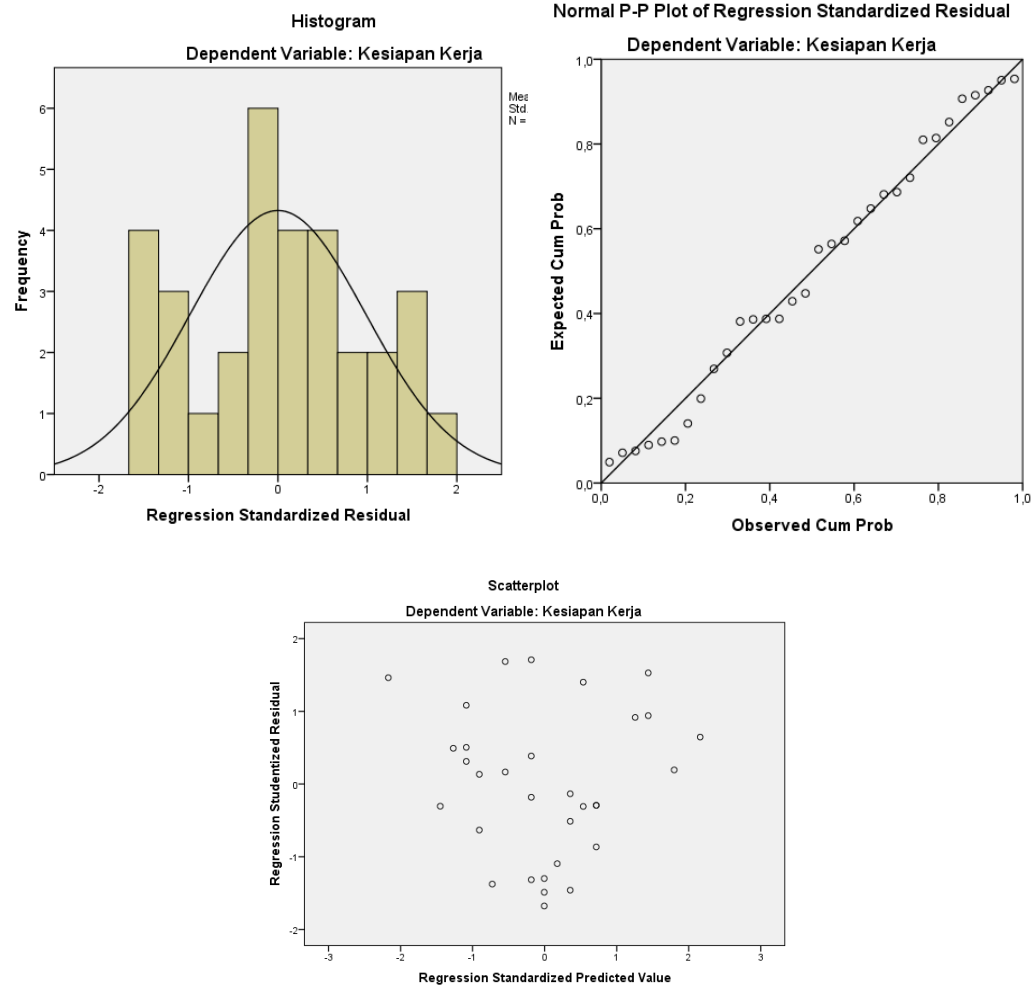 Histogram
Dependent Variable: Kesiapan Kerja
Mea
Std.
N =
6
5
4
3
2
1
0
-2
-1
0
1
2
Frequency
Regression Standardized Residual
Normal P-P Plot of Regression Standardized Residual
Dependent Variable: Kesiapan Kerja
1,0
0,8
0,6
0,4
0,2
0,0
0,0
0,2
0,4
0,6
0,8
1,0
Expected Cum Prob
Observed Cum Prob
Scatterplot
Dependent Variable: Kesiapan Kerja
2
1
0
-1
-2
-3
-2
-1
0
1
2
3
Regression Studentized Residual
Regression Standardized Predicted Value